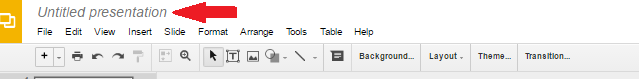 Untitled presentation
File Edit View Insert Slide Format Arrange Tools Table Help
Background... Layout Theme... Transition...